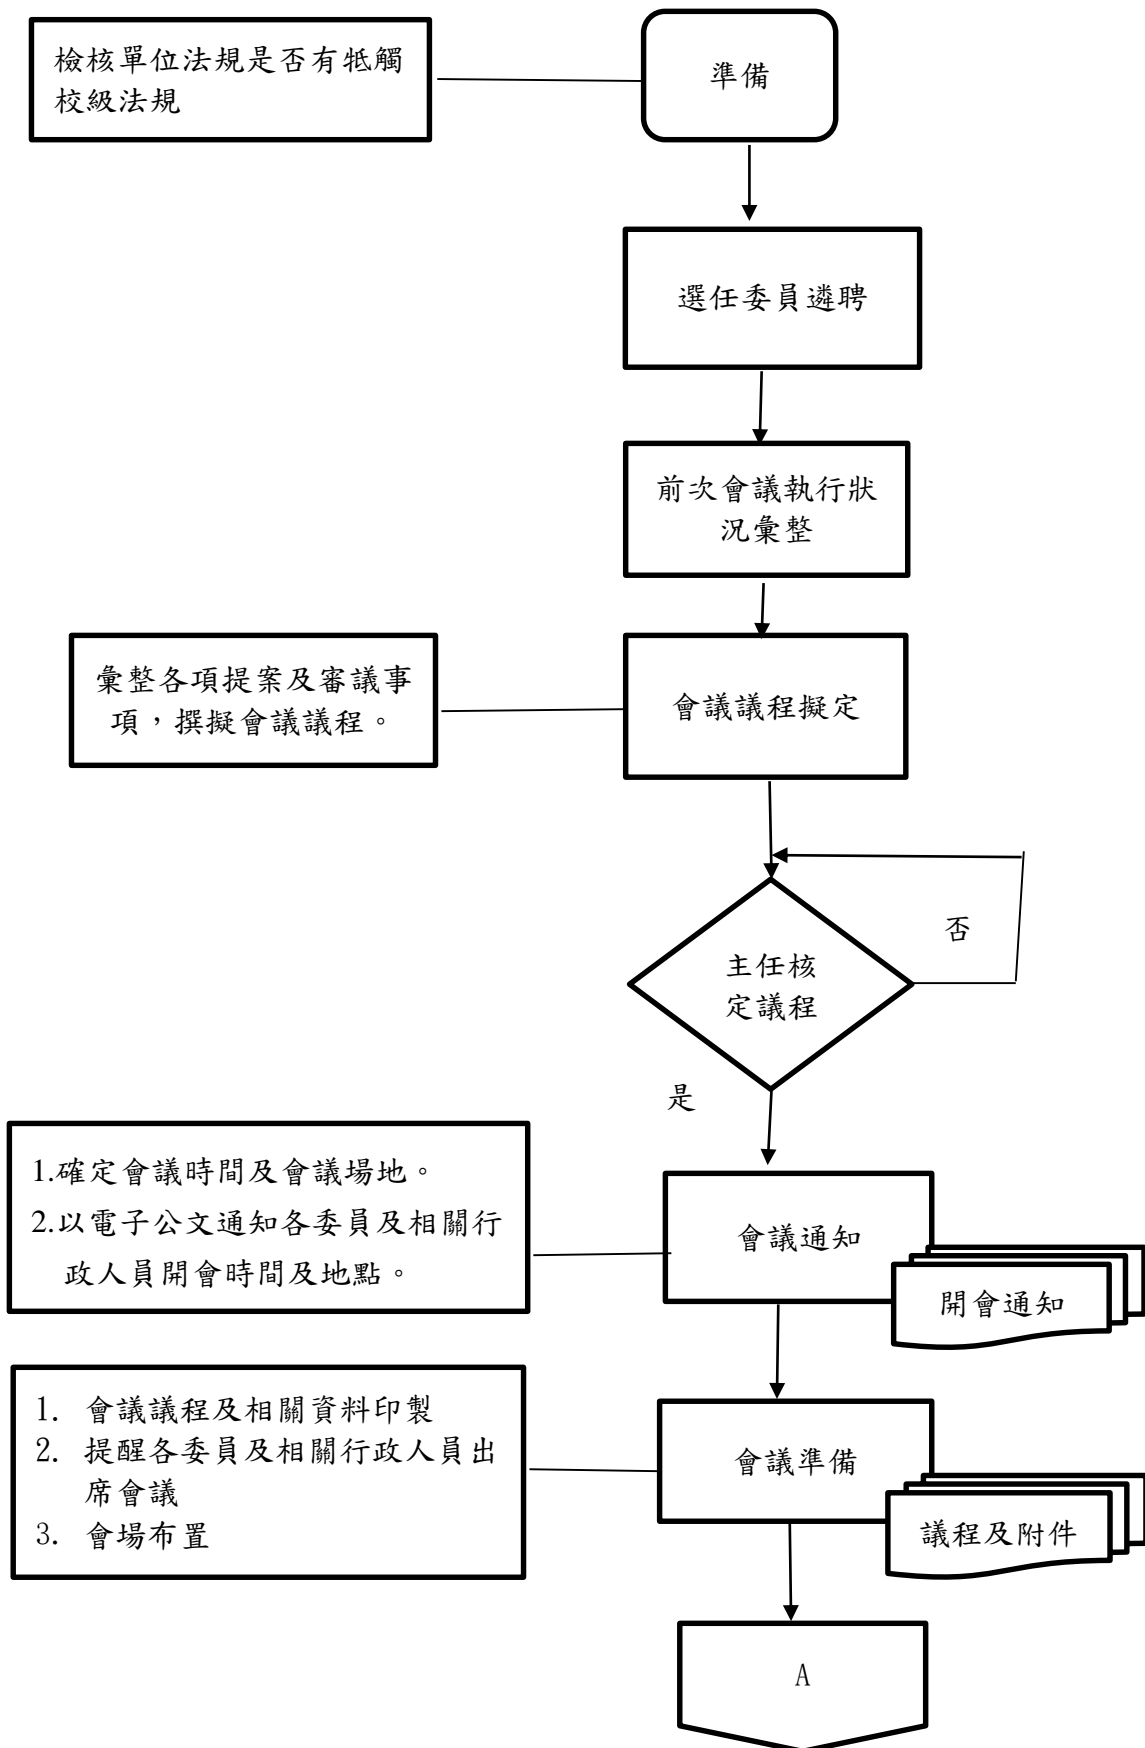 檢核單位法規是否有牴觸
校級法規
準備
選任委員遴聘
前次會議執行狀
況彙整
彙整各項提案及審議事
項，撰擬會議議程。
會議議程擬定
否
主任核
定議程
是
1.確定會議時間及會議場地。
2.以電子公文通知各委員及相關行
政人員開會時間及地點。
會議通知
開會通知
1. 會議議程及相關資料印製
2. 提醒各委員及相關行政人員出
席會議
3. 會場布置
會議準備
議程及附件
A